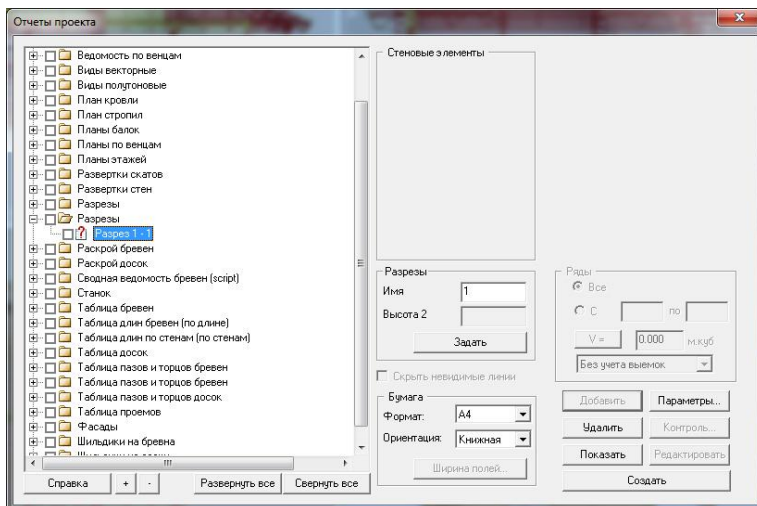 Отчеты проекта
Ведомость по венцам
Виды векторные
Виды полутоновые
План кровли
План стропил
Планы балок
Планы по венцам
Планы этажей
Развертки скатов
Развертки стен
Разрезы
Разрезы
Разрез 1 - 1
Раскрой бревен
Раскрой досок
Сводная ведомость бревен (script)
Станок
Таблица бревен
Таблица длин бревен (по длине)
Таблица длин по стенам (по стенам)
Таблица досок
Таблица пазов и торцов бревен
Таблица пазов и торцов бревен
Таблица пазов и торцов досок
Таблица проемов
Фасады
Шильдики на бревна
Справка
+
-
Развернуть все
Свернуть все
Стеновые элементы
Разрезы
Имя
1
Высота 2
Задать
Скрыть невидимые линии
Бумага
Формат:
A4
Ориентация:
Книжная
Ширина полей...
Ряды
Все
С
по
V =
0.000
м.куб
Без учета выемок
Добавить
Параметры...
Удалить
Контроль...
Показать
Редактировать
Создать